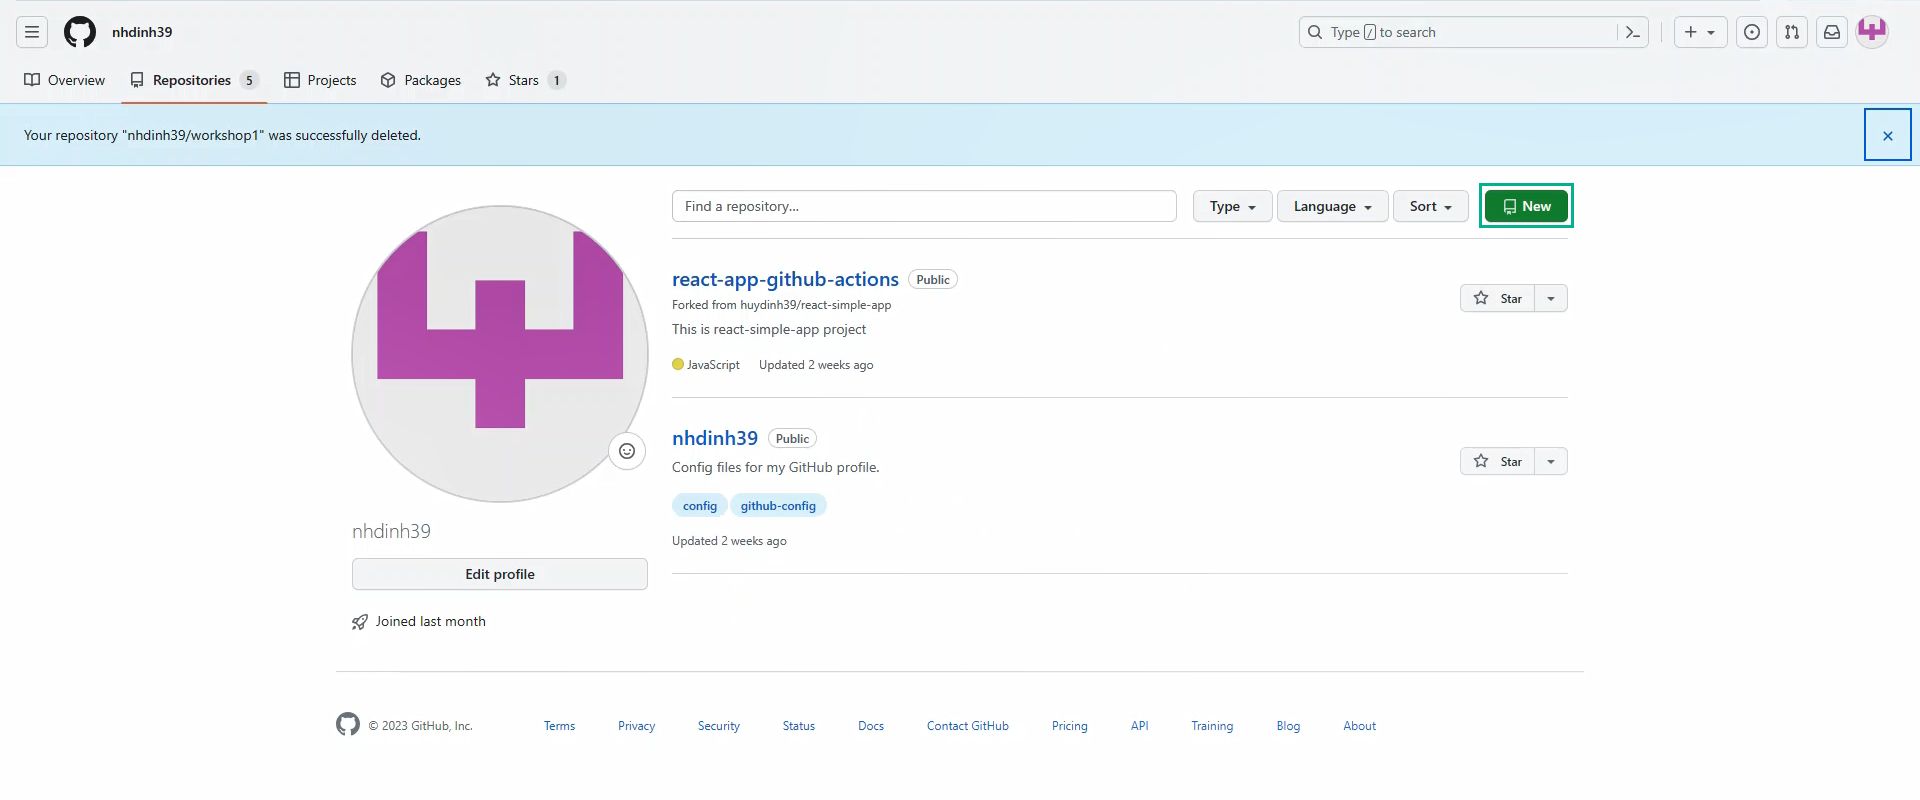 nhdinh39
Type / to search
Overview Repositories 5 Projects Packages Stars 1
Your repository "nhdinh39/workshop1" was successfully deleted.
Find a repository... Type Language Sort New
react-app-github-actions Public
Forked from huydinh39/react-simple-app
This is react-simple-app project
JavaScript Updated 2 weeks ago
Star
nhdinh39 Public
Config files for my GitHub profile.
config github-config
Updated 2 weeks ago
Star
nhdinh39
Edit profile
Joined last month
© 2023 GitHub, Inc. Terms Privacy Security Status Docs Contact GitHub Pricing API Training Blog About